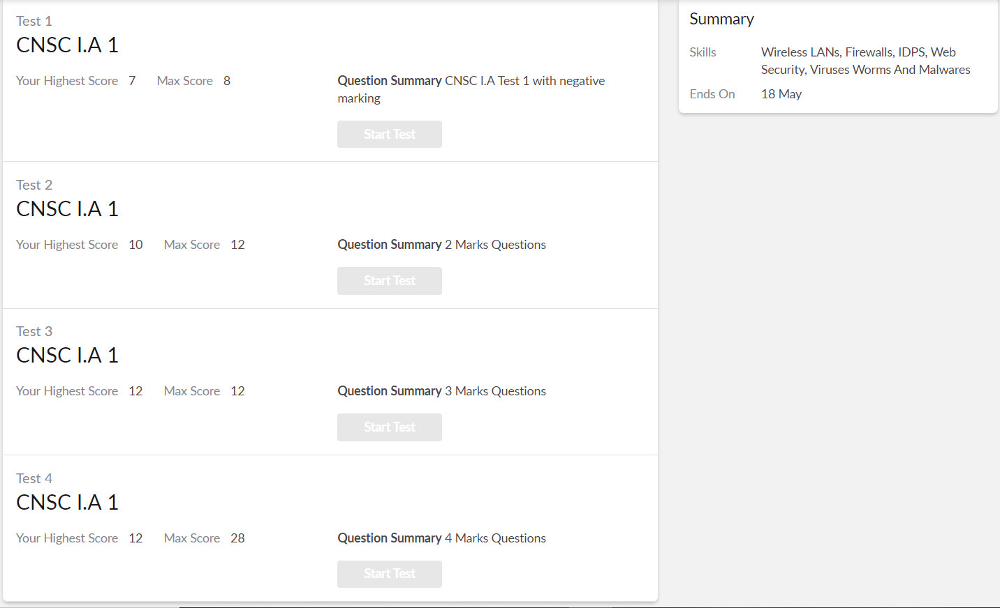 Test 1
CNSC I.A 1
Your Highest Score 7 Max Score 8
Question Summary CNSC I.A Test 1 with negative
marking
Start Test
Test 2
CNSC I.A 1
Your Highest Score 10 Max Score 12
Question Summary 2 Marks Questions
Start Test
Test 3
CNSC I.A 1
Your Highest Score 12 Max Score 12
Question Summary 3 Marks Questions
Start Test
Test 4
CNSC I.A 1
Your Highest Score 12 Max Score 28
Question Summary 4 Marks Questions
Start Test
Summary
Skills Wireless LANs, Firewalls, IDPS, Web
Security, Viruses Worms And Malwares
Ends On 18 May